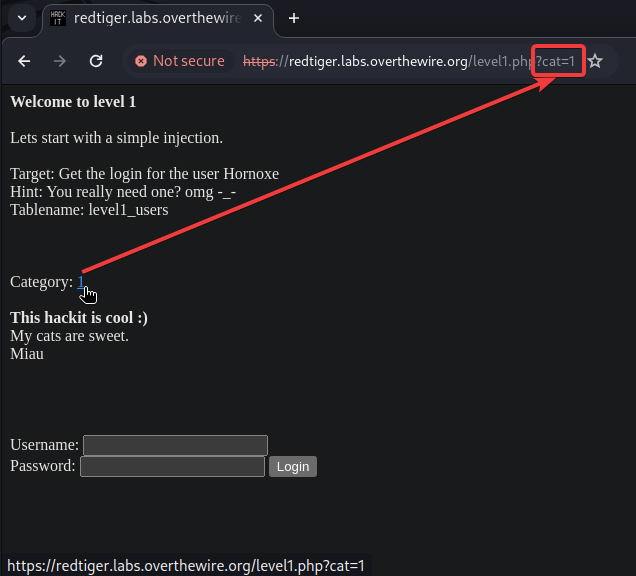 HACK
IT
redtiger.labs.overthewire
Not secure
https://redtiger.labs.overthewire.org/level1.php?cat=1
Welcome to level 1
Lets start with a simple injection.
Target: Get the login for the user Hornoxe
Hint: You really need one? omg -_-
Tablename: level1_users
Category: 1
This hackit is cool :)
My cats are sweet.
Miau
Username:
Password:
Login
https://redtiger.labs.overthewire.org/level1.php?cat=1